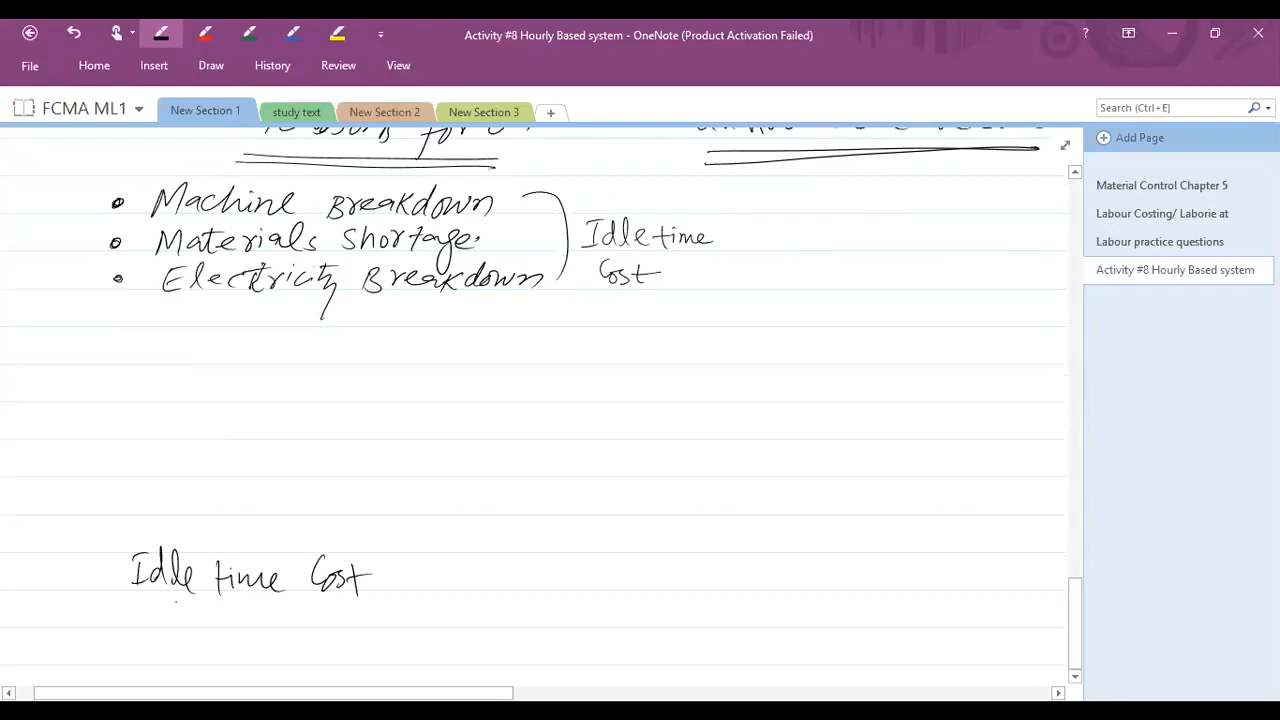 Activity #8 Hourly Based system - OneNote (Product Activation Failed)
?
File Home Insert Draw History Review View
FCMA ML1 New Section 1 study text New Section 2 New Section 3
Search (Ctrl+E)
Add Page
Material Control Chapter 5
Labour Costing/ Laborie at
Labour practice questions
Activity #8 Hourly Based system
• Machine Breakdown
• Materials Shortage
• Electricity Breakdown
Idle time
Cost
Idle time Cost